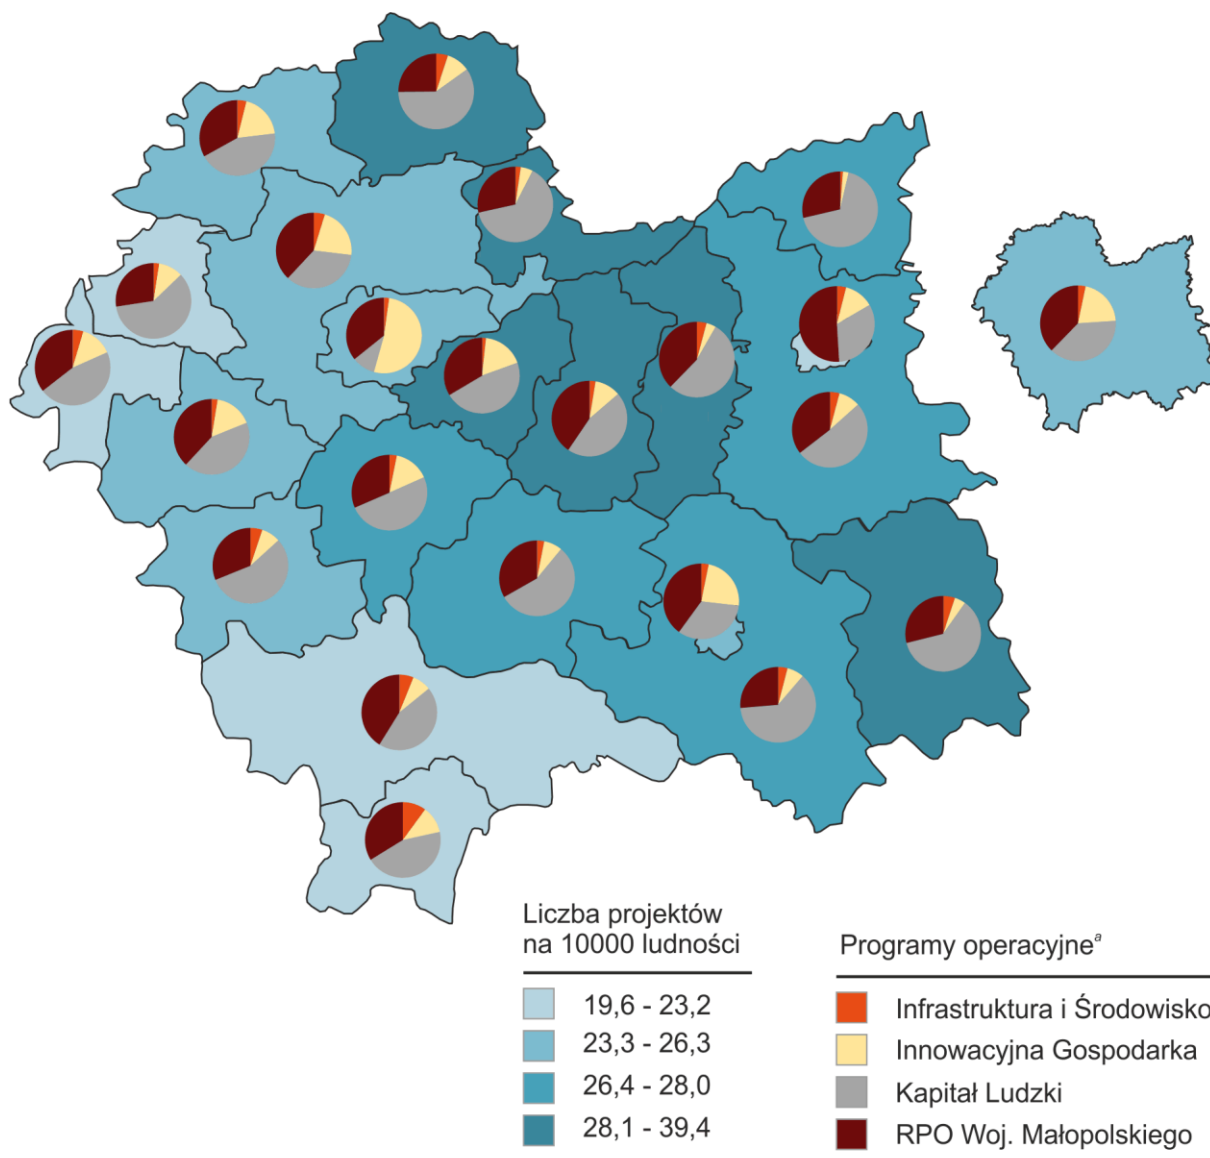 Liczba projektów
na 10000 ludności
19,6 - 23,2
23,3 - 26,3
26,4 - 28,0
28,1 - 39,4
Programy operacyjneᵃ
Infrastruktura i Środowisko
Innowacyjna Gospodarka
Kapitał Ludzki
RPO Woj. Małopolskiego